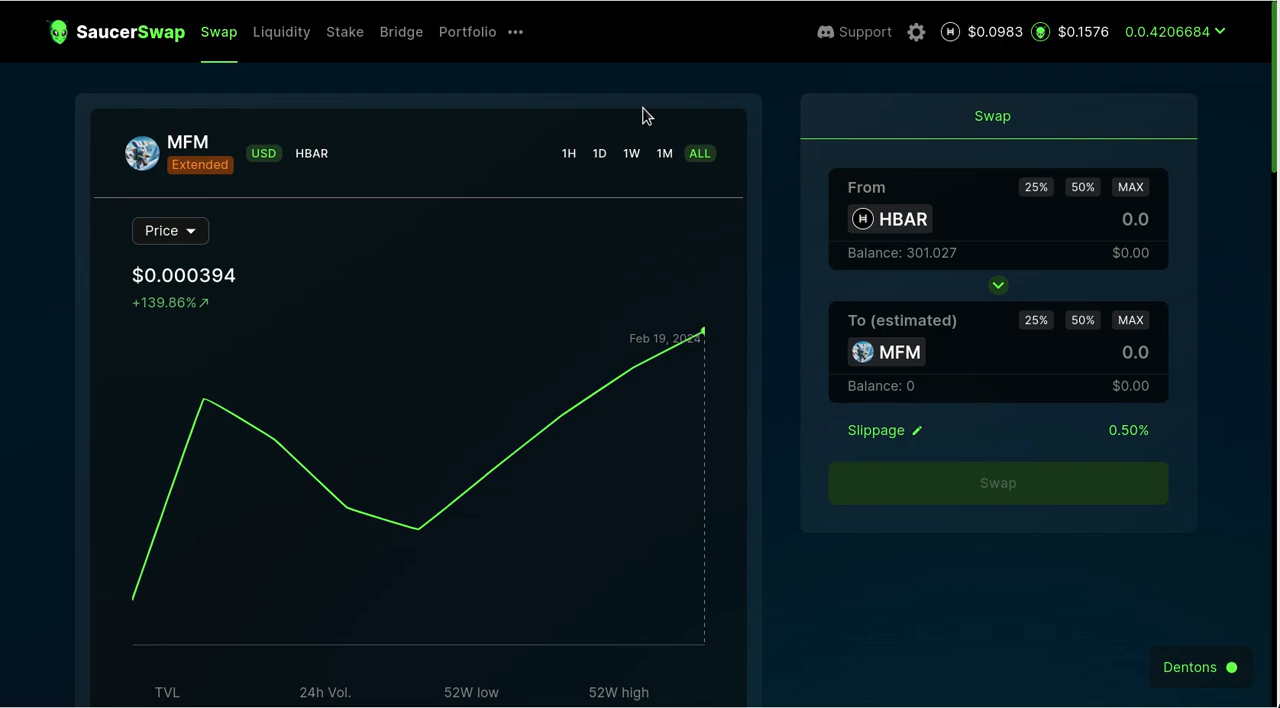 SaucerSwap Swap Liquidity Stake Bridge Portfolio ••• Support $0.0983 $0.1576 0.0.4206684
MFM
Extended
USD HBAR 1H 1D 1W 1M ALL
Price
$0.000394
+139.86%↗
Feb 19, 2024
TVL 24h Vol. 52W low 52W high
Swap
From 25% 50% MAX
HBAR 0.0
Balance: 301.027 $0.00
To (estimated) 25% 50% MAX
MFM 0.0
Balance: 0 $0.00
Slippage 0.50%
Swap
Dentons